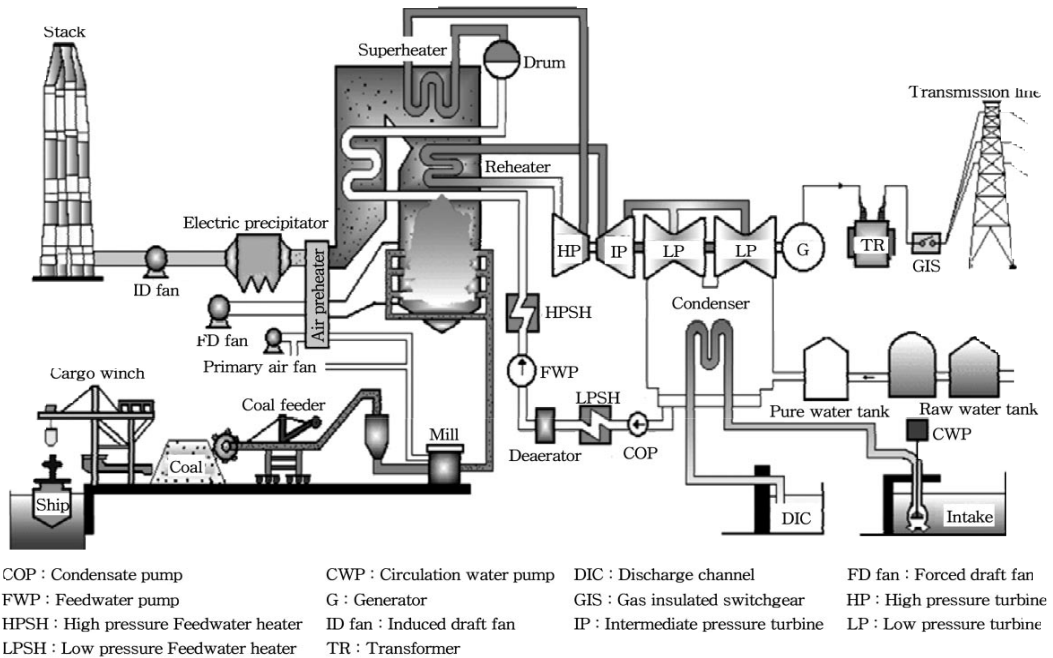 Stack
Superheater
Drum
Transmission line
Reheater
Electric precipitator
HP
IP
LP
LP
G
TR
GIS
ID fan
Air preheater
Condenser
HPSH
FD fan
Primary air fan
FWP
Cargo winch
Coal feeder
LPSH
Pure water tank
Raw water tank
Mill
CWP
Coal
Deaerator
COP
Ship
DIC
Intake
COP : Condensate pump
CWP : Circulation water pump
DIC : Discharge channel
FD fan : Forced draft fan
FWP : Feedwater pump
G : Generator
GIS : Gas insulated switchgear
HP : High pressure turbine
HPSH : High pressure Feedwater heater
ID fan : Induced draft fan
IP : Intermediate pressure turbine
LP : Low pressure turbine
LPSH : Low pressure Feedwater heater
TR : Transformer